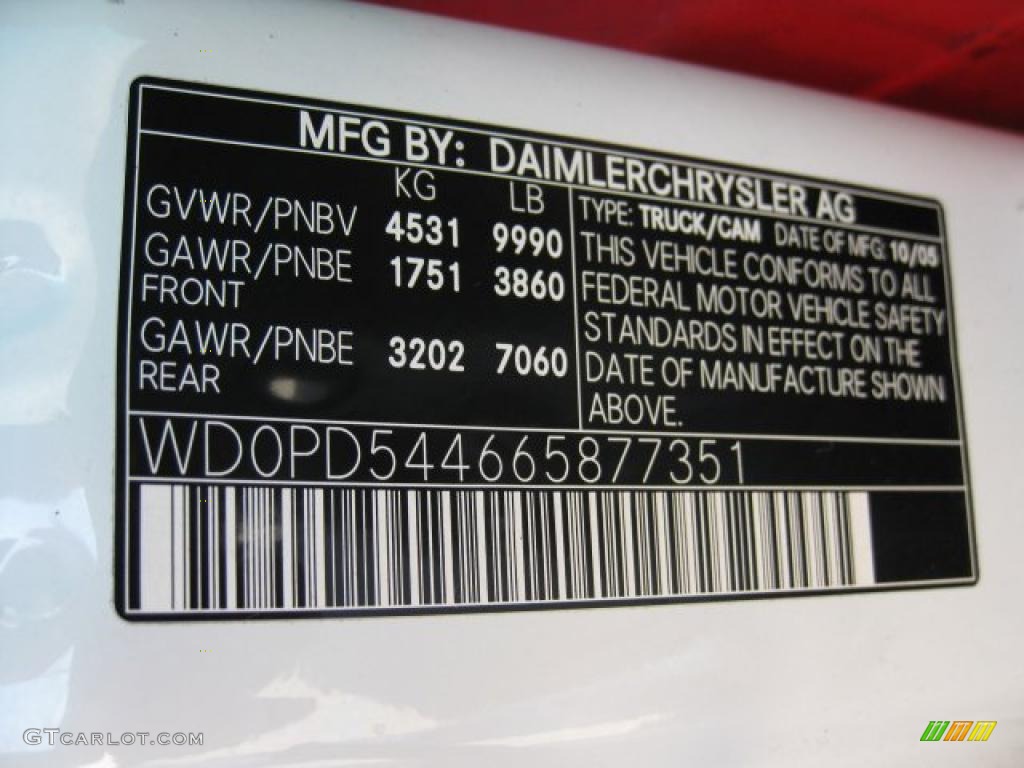 MFG BY: DAIMLERCHRYSLER AG
KG LB
GVWR/PNBV 4531 9990
GAWR/PNBE 1751 3860
FRONT
GAWR/PNBE 3202 7060
REAR
TYPE: TRUCK/CAM DATE OF MFG: 10/05
THIS VEHICLE CONFORMS TO ALL
FEDERAL MOTOR VEHICLE SAFETY
STANDARDS IN EFFECT ON THE
DATE OF MANUFACTURE SHOWN
ABOVE.
WD0PD544665877351
GTCARLOT.COM